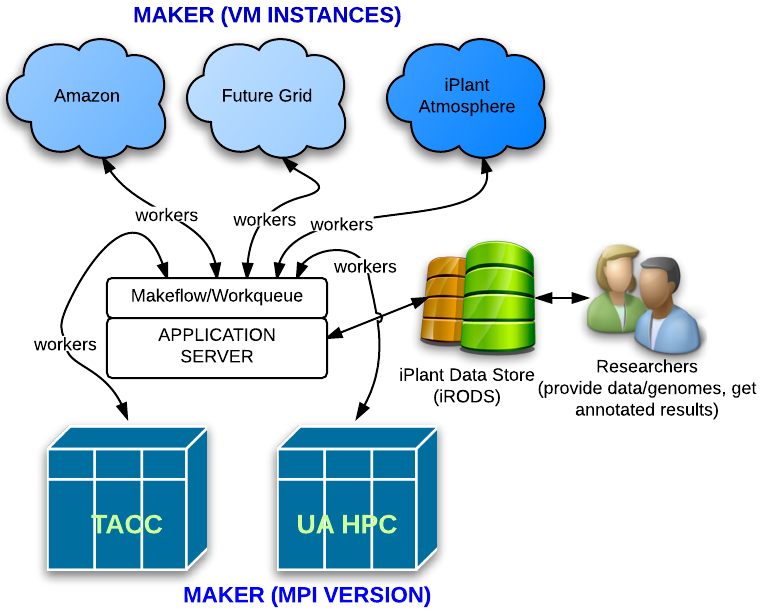 MAKER (VM INSTANCES)
Amazon
Future Grid
iPlant
Atmosphere
workers
workers
workers
workers
Makeflow/Workqueue
APPLICATION
SERVER
workers
iPlant Data Store
(iRODS)
Researchers
(provide data/genomes, get
annotated results)
TACC
UA HPC
MAKER (MPI VERSION)